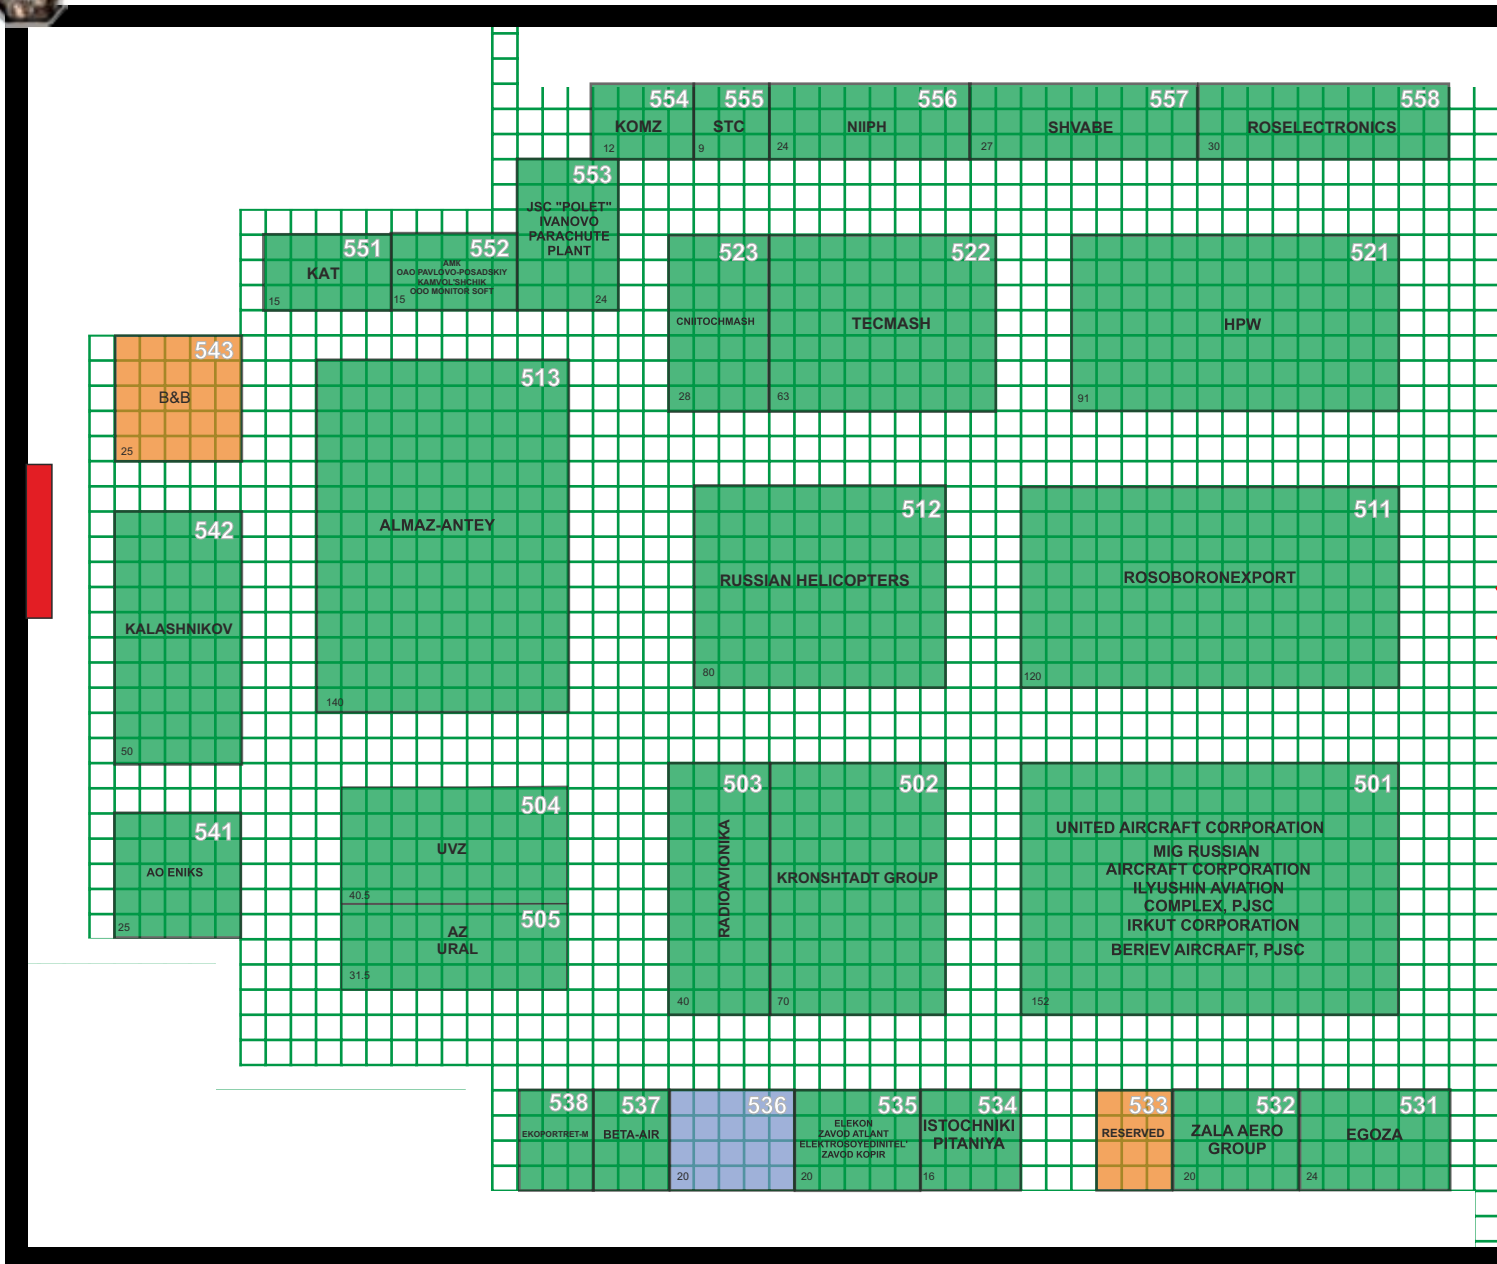 554
KOMZ
12
555
STC
9
556
NIIPH
24
557
SHVABE
27
558
ROSELECTRONICS
30
553
JSC "POLET"
IVANOVO
PARACHUTE
PLANT
24
551
KAT
15
552
AMK
OAO PAVLOVO-POSADSKIY
KAMVOL'SHCHIK
OOO MONITOR SOFT
15
523
CNIITOCHMASH
28
522
TECMASH
63
521
HPW
91
543
B&B
25
513
ALMAZ-ANTEY
140
512
RUSSIAN HELICOPTERS
80
511
ROSOBORONEXPORT
120
542
KALASHNIKOV
50
541
AO ENIKS
25
504
UVZ
40.5
505
AZ
URAL
31.5
503
RADIOAVIONIKA
40
502
KRONSHTADT GROUP
70
501
UNITED AIRCRAFT CORPORATION
MIG RUSSIAN
AIRCRAFT CORPORATION
ILYUSHIN AVIATION
COMPLEX, PJSC
IRKUT CORPORATION
BERIEV AIRCRAFT, PJSC
152
538
EKOPORTRET-M
537
BETA-AIR
536
20
535
ELEKON
ZAVOD ATLANT
ELEKTROSOYEDINITEL'
ZAVOD KOPIR
20
534
ISTOCHNIKI
PITANIYA
16
533
RESERVED
532
ZALA AERO
GROUP
20
531
EGOZA
24